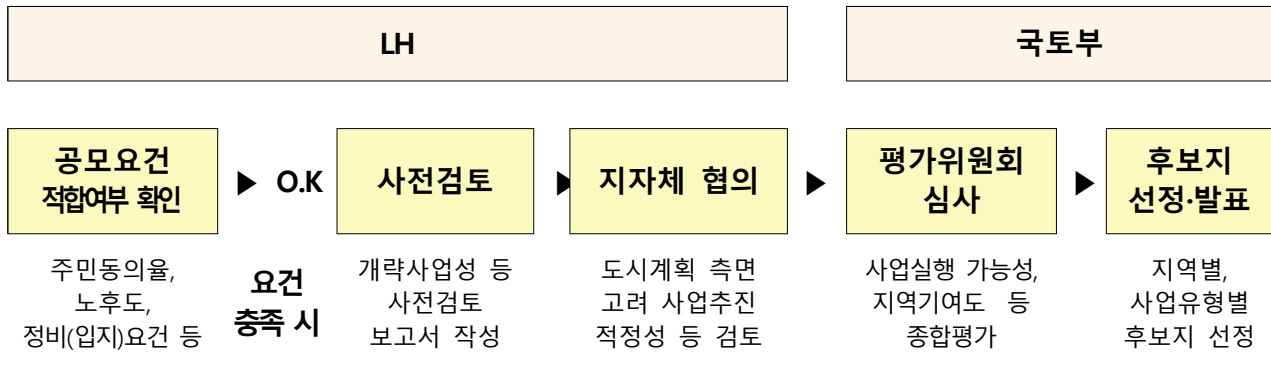 LH
국토부
공모요건
적합여부 확인
▶ O.K
사전검토
▶
지자체 협의
▶
평가위원회
심사
▶
후보지
선정·발표
주민동의율,
노후도,
정비(입지)요건 등
요건
충족 시
개략사업성 등
사전검토
보고서 작성
도시계획 측면
고려 사업추진
적정성 등 검토
사업실행 가능성,
지역기여도 등
종합평가
지역별,
사업유형별
후보지 선정